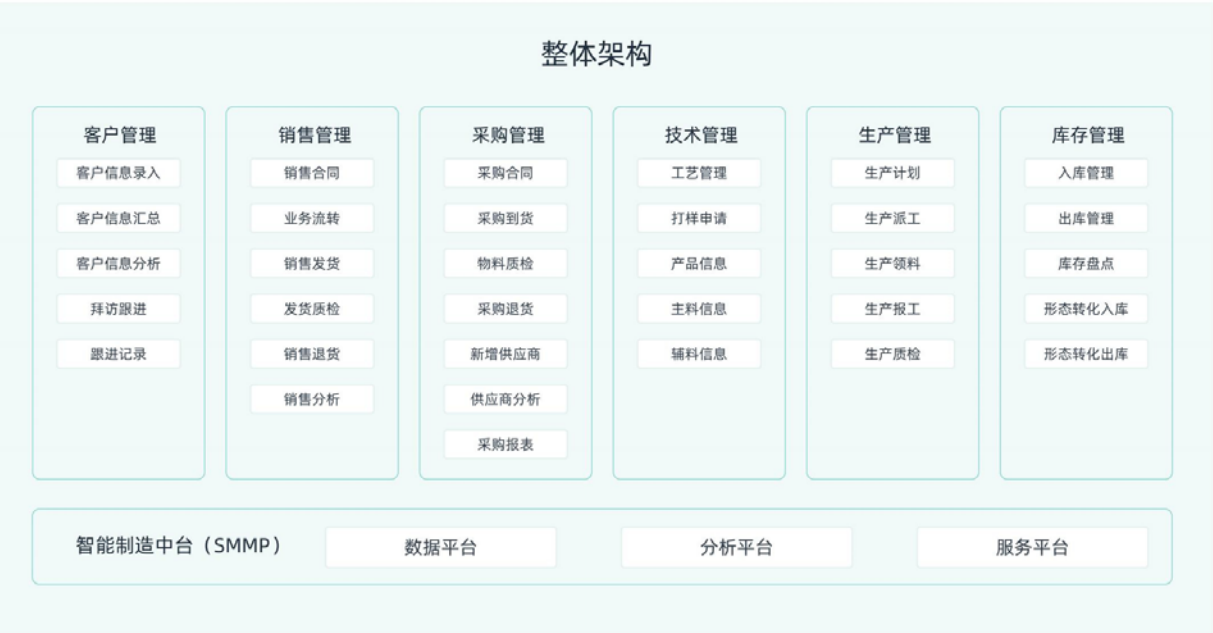 整体架构
客户管理
客户信息录入
客户信息汇总
客户信息分析
拜访跟进
跟进记录
销售管理
销售合同
业务流转
销售发货
发货质检
销售退货
销售分析
采购管理
采购合同
采购到货
物料质检
采购退货
新增供应商
供应商分析
采购报表
技术管理
工艺管理
打样申请
产品信息
主料信息
辅料信息
生产管理
生产计划
生产派工
生产领料
生产报工
生产质检
库存管理
入库管理
出库管理
库存盘点
形态转化入库
形态转化出库
智能制造中台（SMMP）
数据平台
分析平台
服务平台